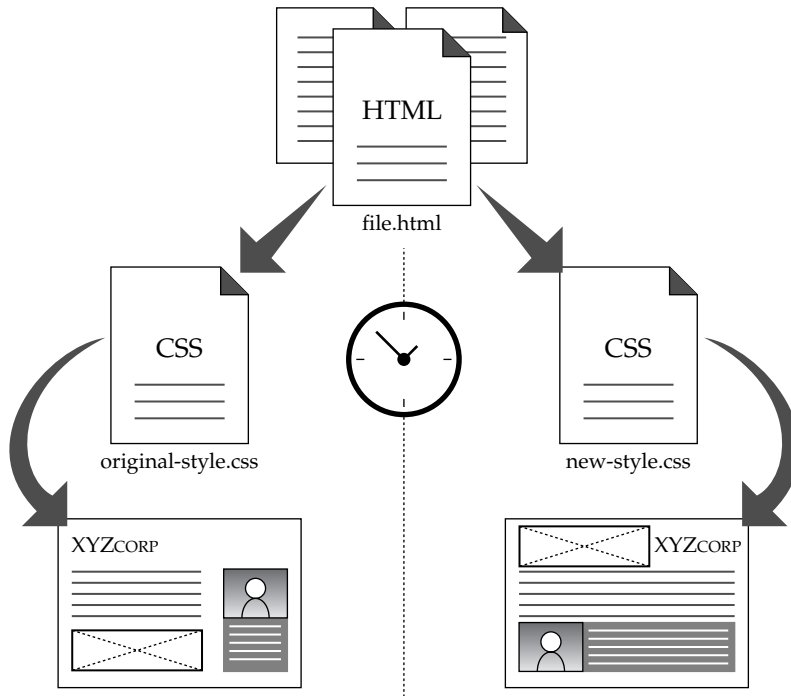 HTML
file.html
CSS
CSS
original-style.css
new-style.css
XYZCORP
XYZCORP